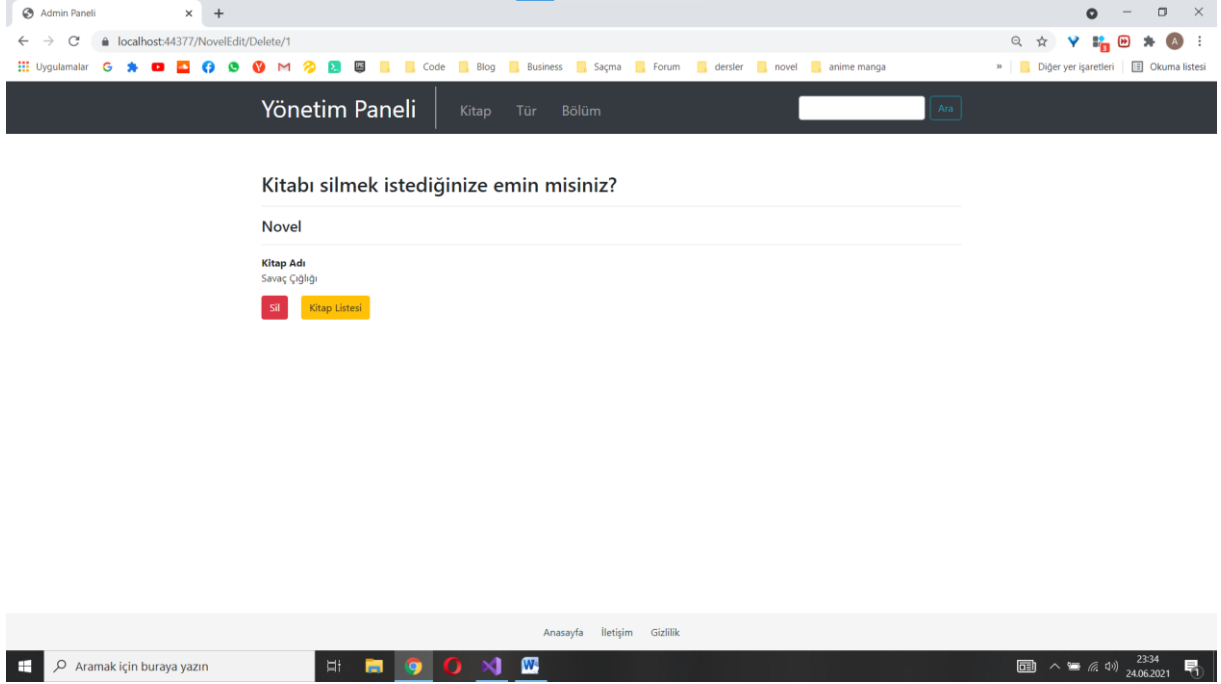 Admin Paneli
localhost:44377/NovelEdit/Delete/1
Uygulamalar Code Blog Business Saçma Forum dersler novel anime manga » Diğer yer işaretleri Okuma listesi
Yönetim Paneli Kitap Tür Bölüm Ara
Kitabı silmek istediğinize emin misiniz?
Novel
Kitap Adı
Savaç Çığlığı
Sil Kitap Listesi
Anasayfa İletişim Gizlilik
Aramak için buraya yazın
23:34
24.06.2021